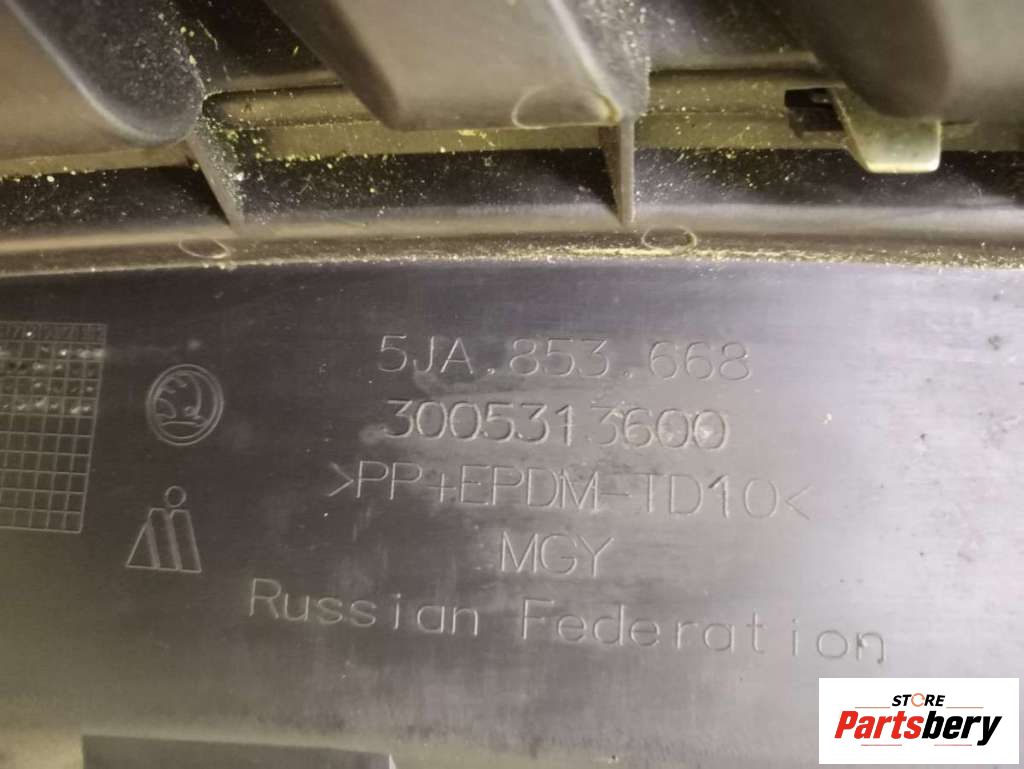 5JA.853.668
3005313600
>PP+EPDM-TD10<
MGY
Russian Federation
STORE
Partsbery